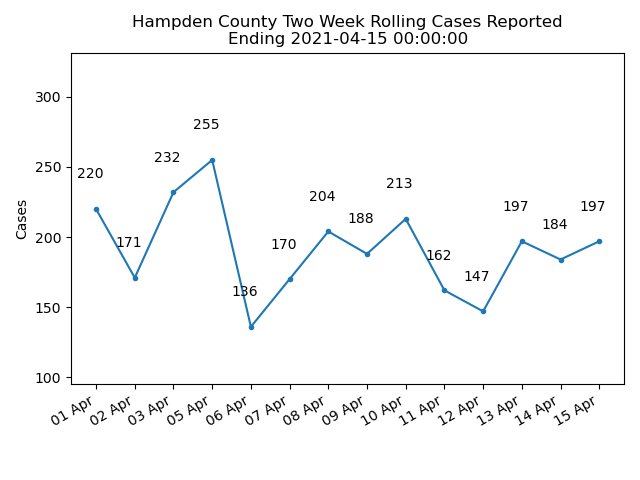 Hampden County Two Week Rolling Cases Reported
Ending 2021-04-15 00:00:00
Cases
300
250
200
150
100
220
171
232
255
136
170
204
188
213
162
147
197
184
197
01 Apr
02 Apr
03 Apr
05 Apr
06 Apr
07 Apr
08 Apr
09 Apr
10 Apr
11 Apr
12 Apr
13 Apr
14 Apr
15 Apr